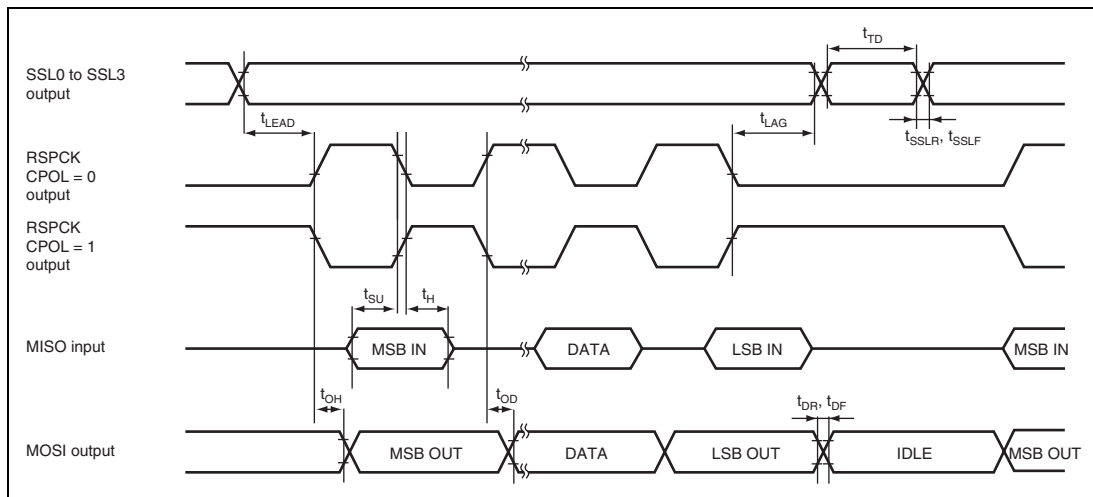 tTD
SSL0 to SSL3
output
tLEAD
tLAG
tSSLR, tSSLF
RSPCK
CPOL = 0
output
RSPCK
CPOL = 1
output
tSU
tH
MISO input
MSB IN
DATA
LSB IN
MSB IN
tOH
tOD
tDR, tDF
MOSI output
MSB OUT
DATA
LSB OUT
IDLE
MSB OUT